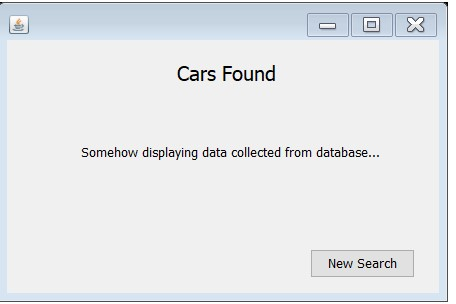 Cars Found
Somehow displaying data collected from database...
New Search